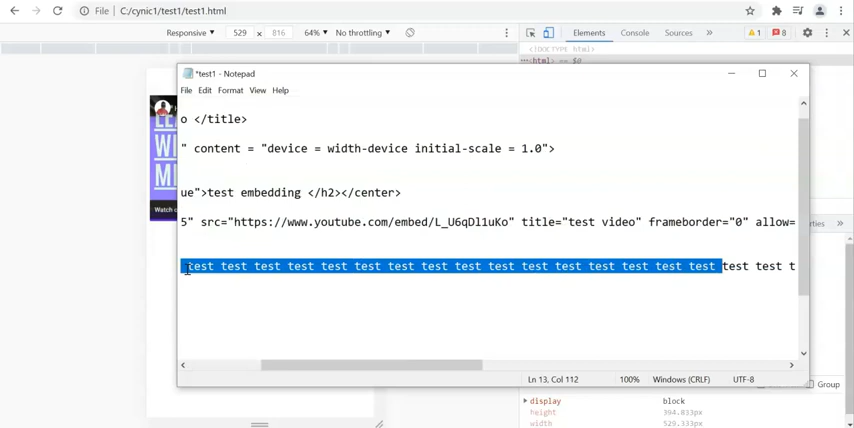 File C:/cynic1/test1/test1.html
Responsive 529 x 816 64% No throttling Elements Console Sources » 1 8
<!DOCTYPE html>
···<html> == $0
*test1 - Notepad
File Edit Format View Help
o </title>
" content = "device = width-device initial-scale = 1.0">
ue">test embedding </h2></center>
5" src="https://www.youtube.com/embed/L_U6qDl1uKo" title="test video" frameborder="0" allow=
test test test test test test test test test test test test test test test test test test t
LE
WI
MI
Watch o
Ln 13, Col 112 100% Windows (CRLF) UTF-8
erties »
Group
display block
height 394.833px
width 529.333px